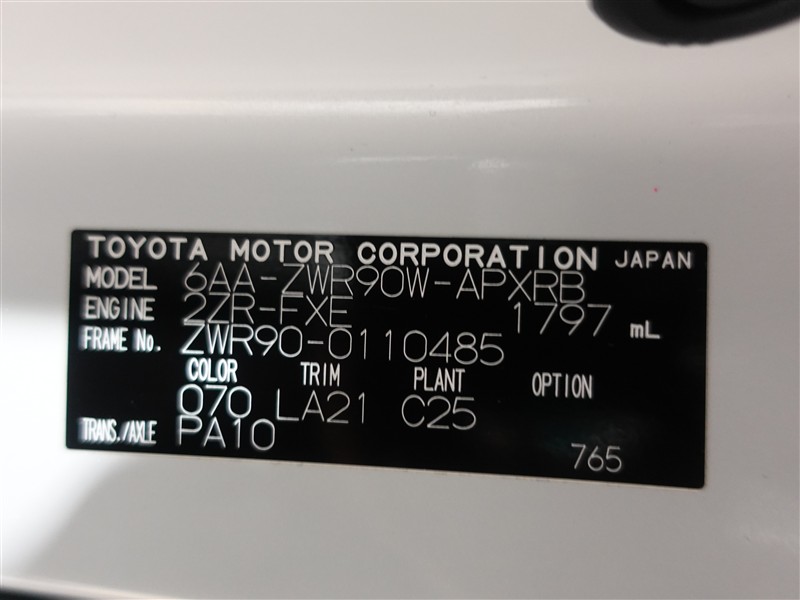 TOYOTA MOTOR CORPORATION JAPAN
MODEL 6AA-ZWR90W-APXRB
ENGINE 2ZR-FXE 1797 mL
FRAME No. ZWR90-0110485
COLOR TRIM PLANT OPTION
070 LA21 C25
TRANS./AXLE PA10
765